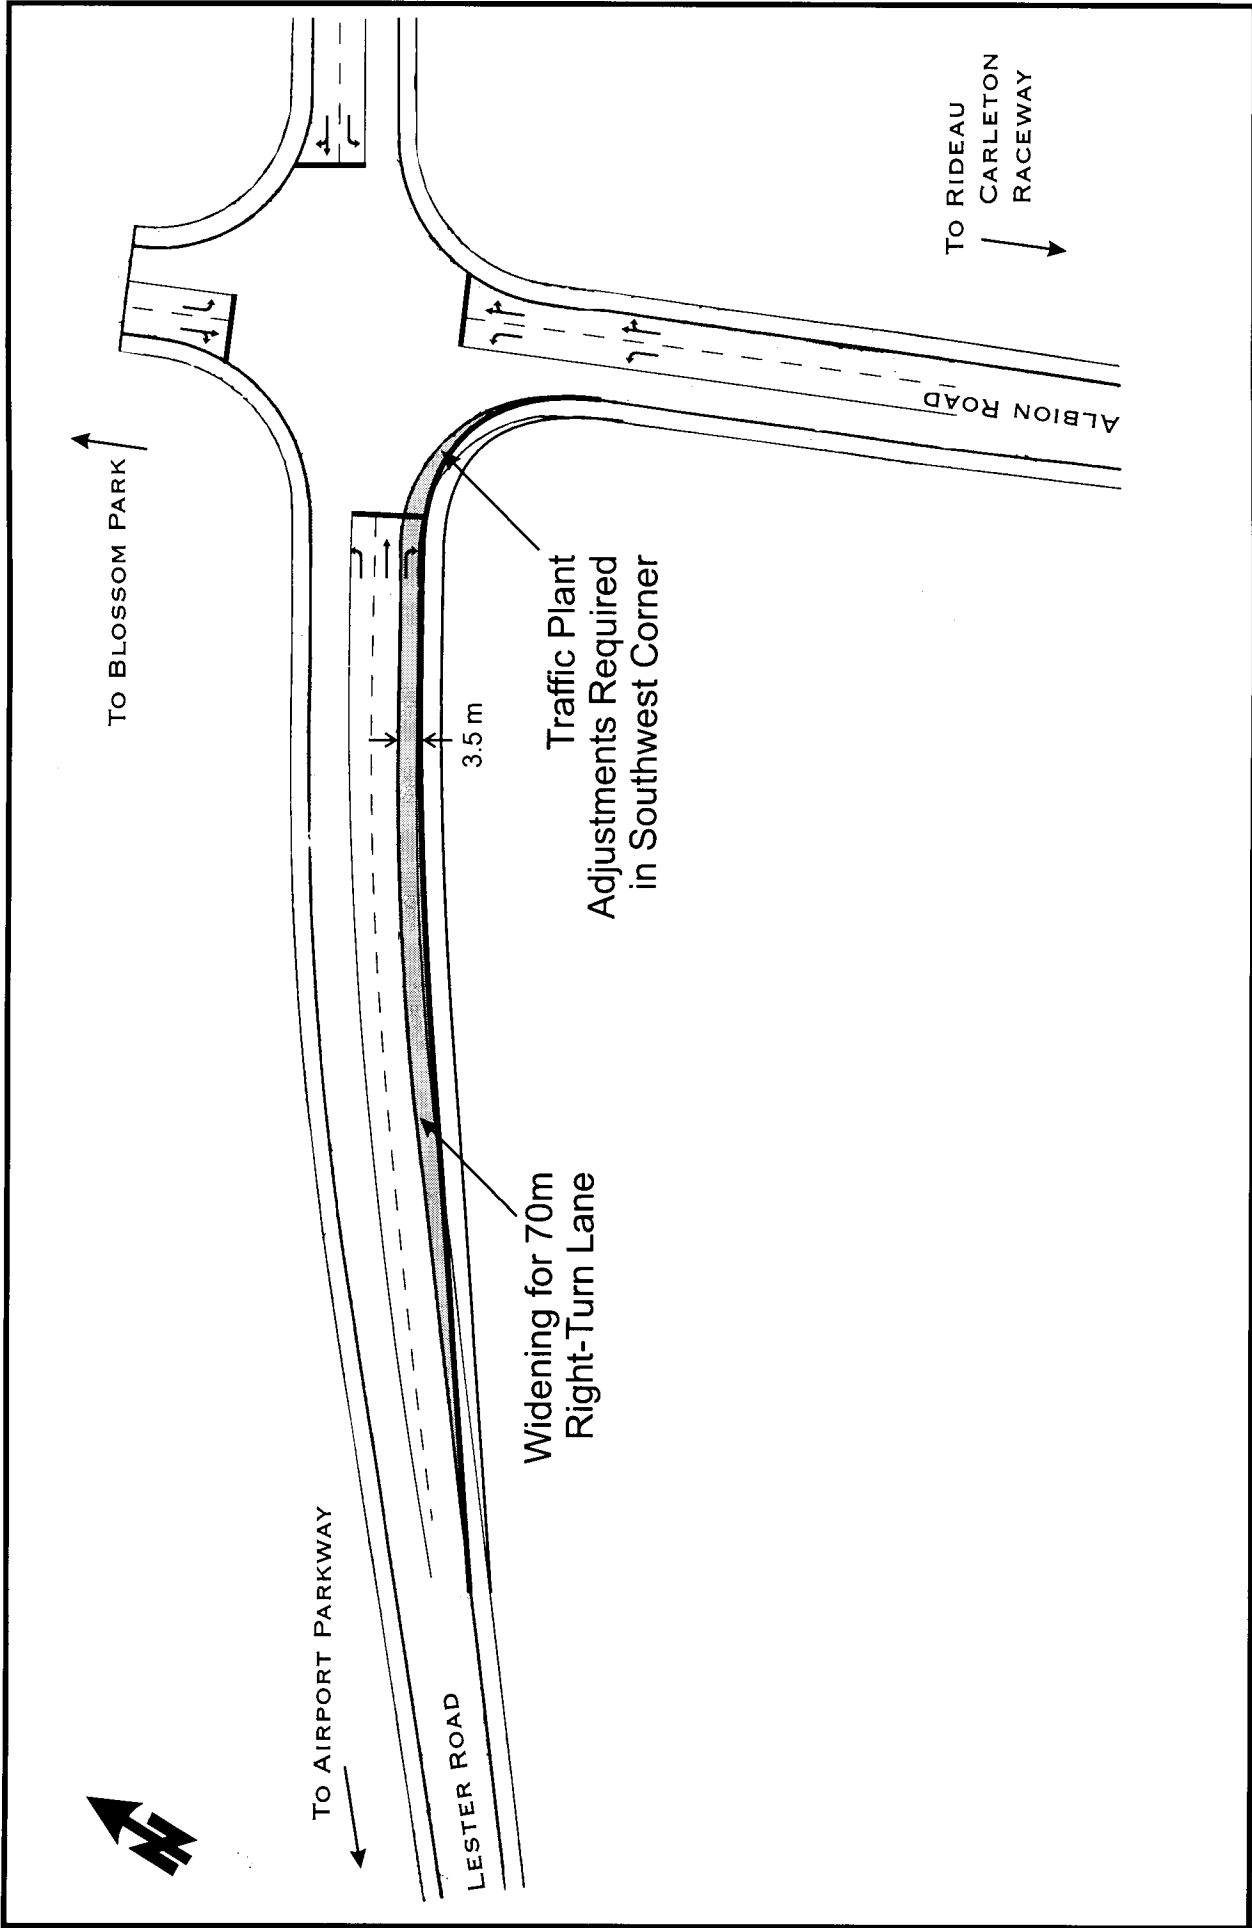 TO BLOSSOM PARK
TO RIDEAU
CARLETON
RACEWAY
ALBION ROAD
3.5 m
Traffic Plant
Adjustments Required
in Southwest Corner
Widening for 70m
Right-Turn Lane
TO AIRPORT PARKWAY
LESTER ROAD
N